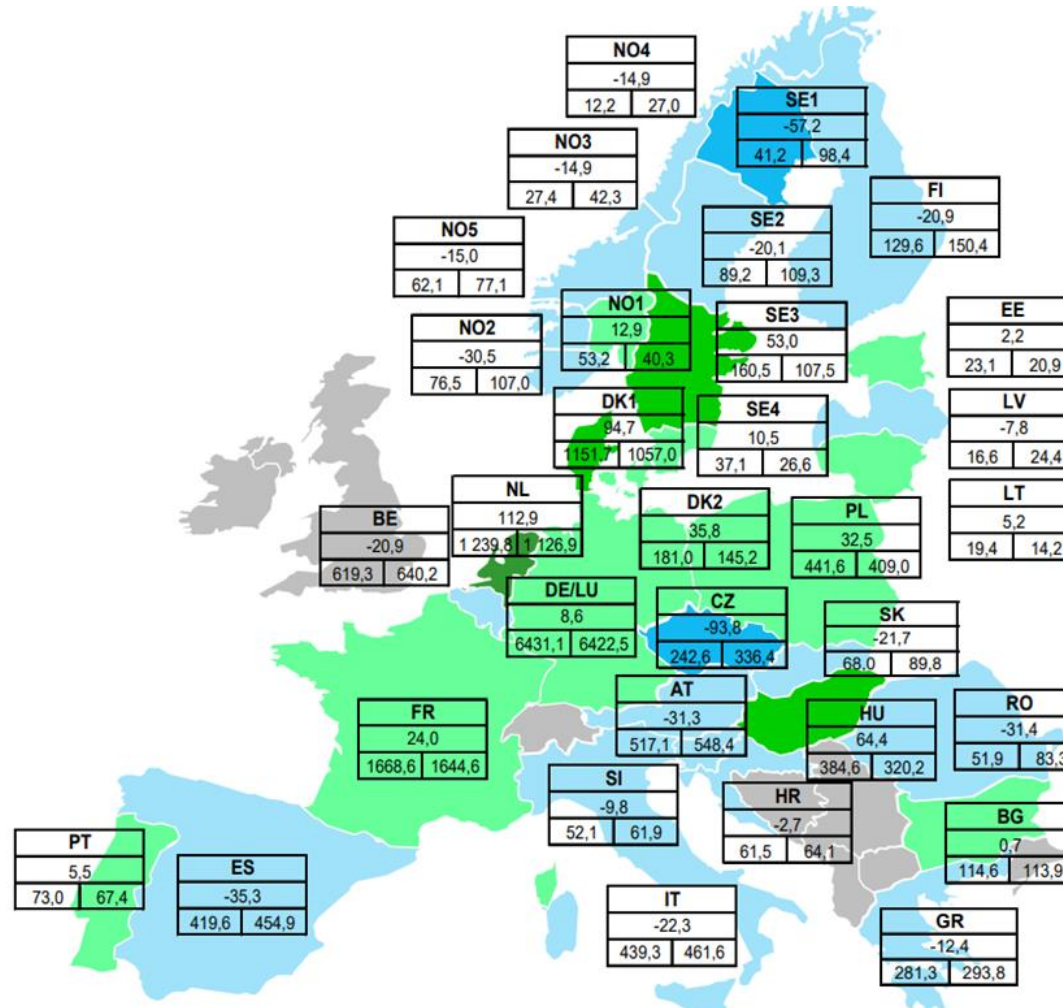 NO4
-14,9
12,2 27,0
SE1
-57,2
41,2 98,4
NO3
-14,9
27,4 42,3
FI
-20,9
129,6 150,4
SE2
-20,1
89,2 109,3
NO5
-15,0
62,1 77,1
NO1
12,9
53,2 40,3
SE3
53,0
160,5 107,5
EE
2,2
23,1 20,9
NO2
-30,5
76,5 107,0
DK1
94,7
1151,7 1057,0
SE4
10,5
37,1 26,6
LV
-7,8
16,6 24,4
NL
112,9
1 239,8 1 126,9
BE
-20,9
619,3 640,2
DK2
35,8
181,0 145,2
PL
32,5
441,6 409,0
LT
5,2
19,4 14,2
DE/LU
8,6
6431,1 6422,5
CZ
-93,8
242,6 336,4
SK
-21,7
68,0 89,8
AT
-31,3
517,1 548,4
FR
24,0
1668,6 1644,6
HU
64,4
384,6 320,2
RO
-31,4
51,9 83,3
SI
-9,8
52,1 61,9
HR
-2,7
61,5 64,1
BG
0,7
114,6 113,9
PT
5,5
73,0 67,4
ES
-35,3
419,6 454,9
IT
-22,3
439,3 461,6
GR
-12,4
281,3 293,8